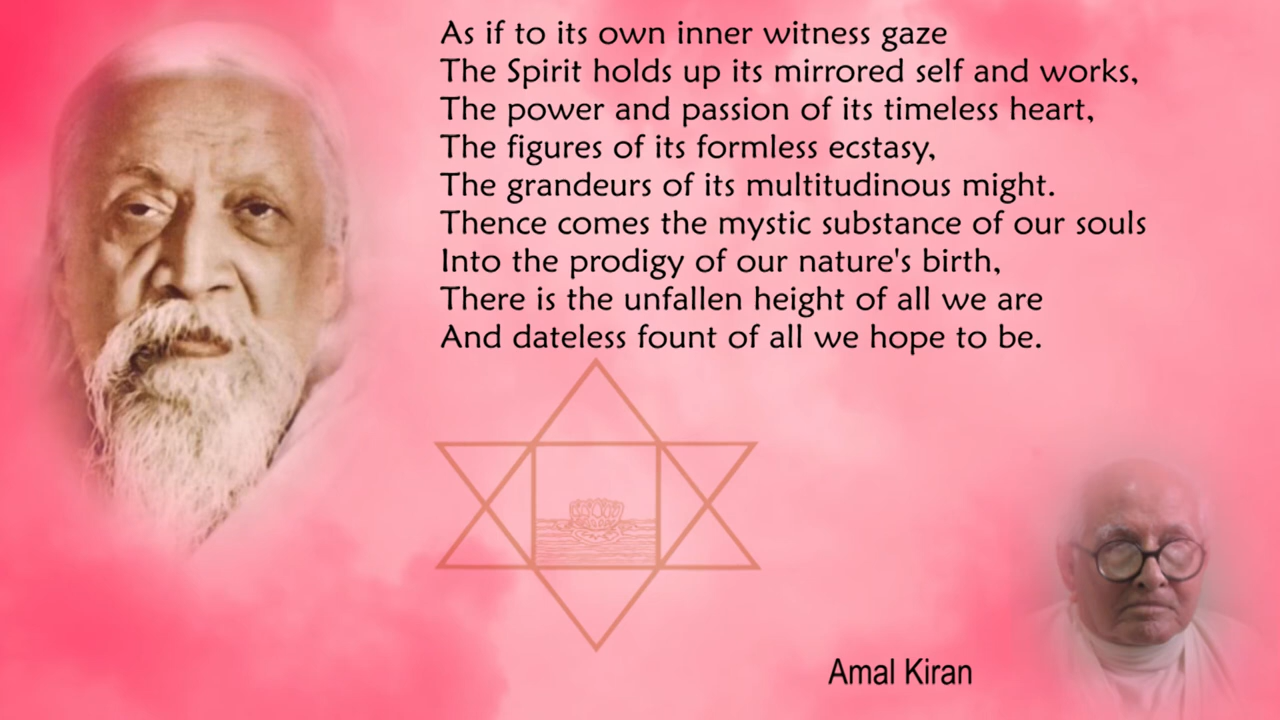 As if to its own inner witness gaze
The Spirit holds up its mirrored self and works,
The power and passion of its timeless heart,
The figures of its formless ecstasy,
The grandeurs of its multitudinous might.
Thence comes the mystic substance of our souls
Into the prodigy of our nature's birth,
There is the unfallen height of all we are
And dateless fount of all we hope to be.
Amal Kiran